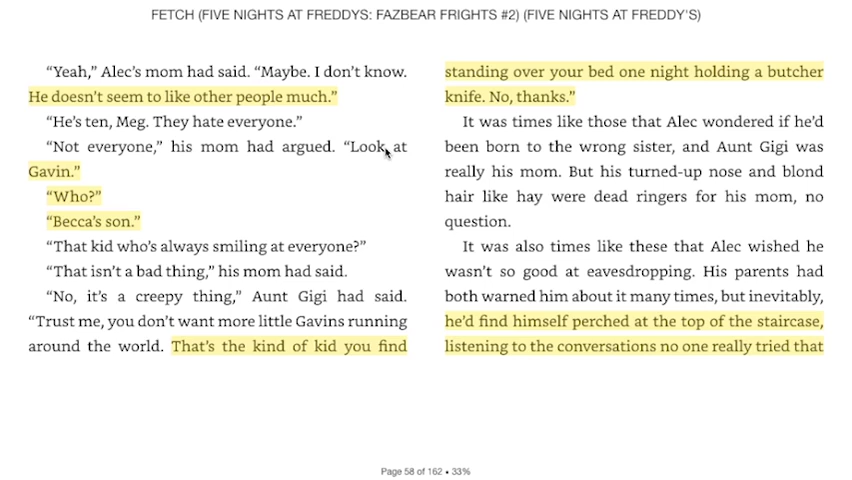 FETCH (FIVE NIGHTS AT FREDDYS: FAZBEAR FRIGHTS #2) (FIVE NIGHTS AT FREDDY'S)
“Yeah,” Alec’s mom had said. “Maybe. I don’t know.
He doesn’t seem to like other people much.”
“He’s ten, Meg. They hate everyone.”
“Not everyone,” his mom had argued. “Look at
Gavin.”
“Who?”
“Becca’s son.”
“That kid who’s always smiling at everyone?”
“That isn’t a bad thing,” his mom had said.
“No, it’s a creepy thing,” Aunt Gigi had said.
“Trust me, you don’t want more little Gavins running
around the world. That’s the kind of kid you find
standing over your bed one night holding a butcher
knife. No, thanks.”
It was times like those that Alec wondered if he’d
been born to the wrong sister, and Aunt Gigi was
really his mom. But his turned-up nose and blond
hair like hay were dead ringers for his mom, no
question.
It was also times like these that Alec wished he
wasn’t so good at eavesdropping. His parents had
both warned him about it many times, but inevitably,
he’d find himself perched at the top of the staircase,
listening to the conversations no one really tried that
Page 58 of 162 • 33%